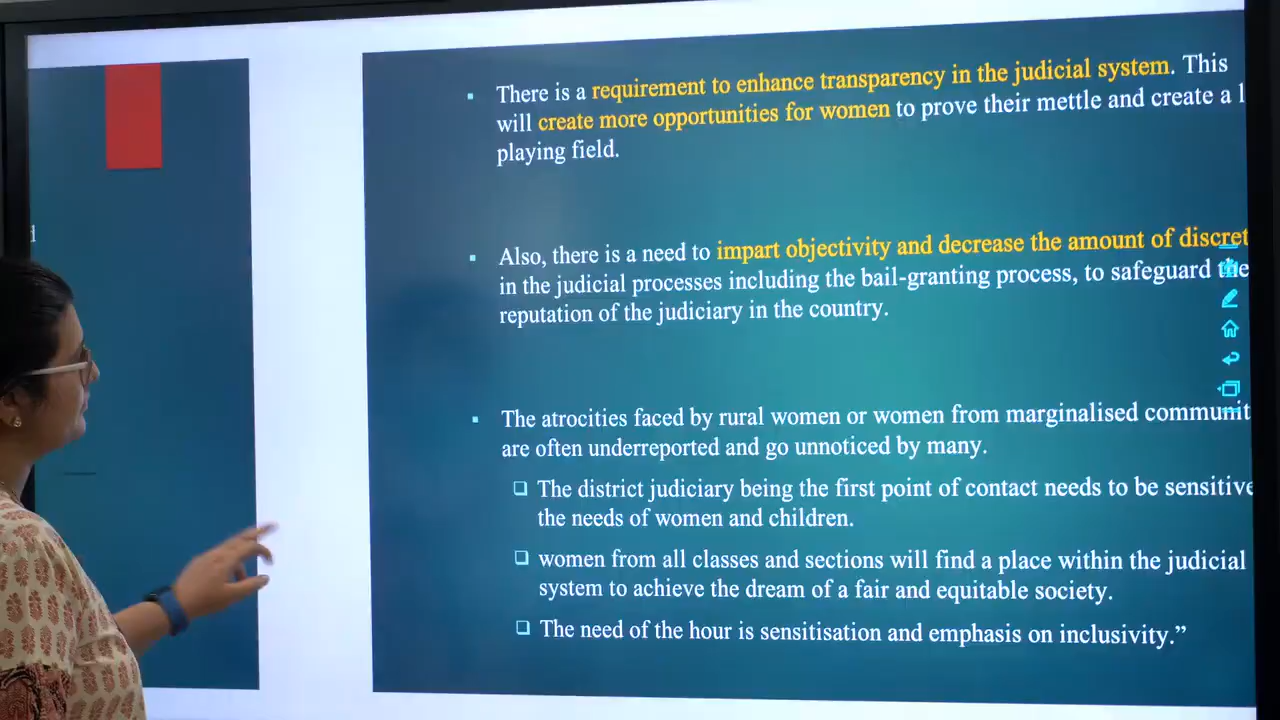 There is a requirement to enhance transparency in the judicial system. This
will create more opportunities for women to prove their mettle and create a l
playing field.
Also, there is a need to impart objectivity and decrease the amount of discret
in the judicial processes including the bail-granting process, to safeguard the
reputation of the judiciary in the country.
The atrocities faced by rural women or women from marginalised communit
are often underreported and go unnoticed by many.
The district judiciary being the first point of contact needs to be sensitive
the needs of women and children.
women from all classes and sections will find a place within the judicial
system to achieve the dream of a fair and equitable society.
The need of the hour is sensitisation and emphasis on inclusivity.”